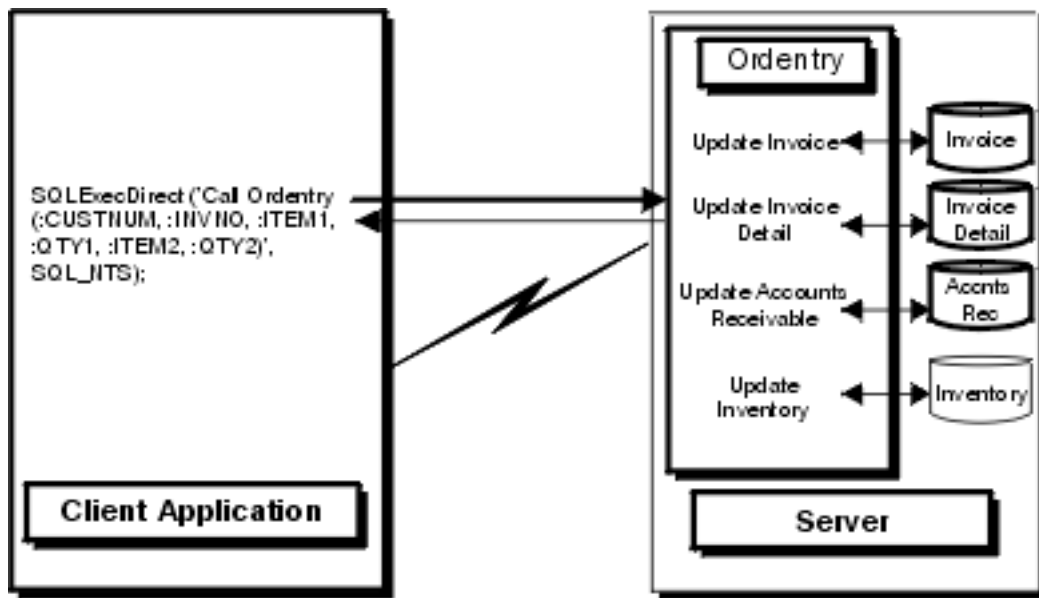 SQLExecDirect ('Call Ordentry
(:CUSTNUM, :INVNO, :ITEM1,
:QTY1, :ITEM2, :QTY2)',
SQL_NTS);
Client Application
Ordentry
Update Invoice
Invoice
Update Invoice
Detail
Invoice
Detail
Update Accounts
Receivable
Accnts
Rec
Update
Inventory
Inventory
Server